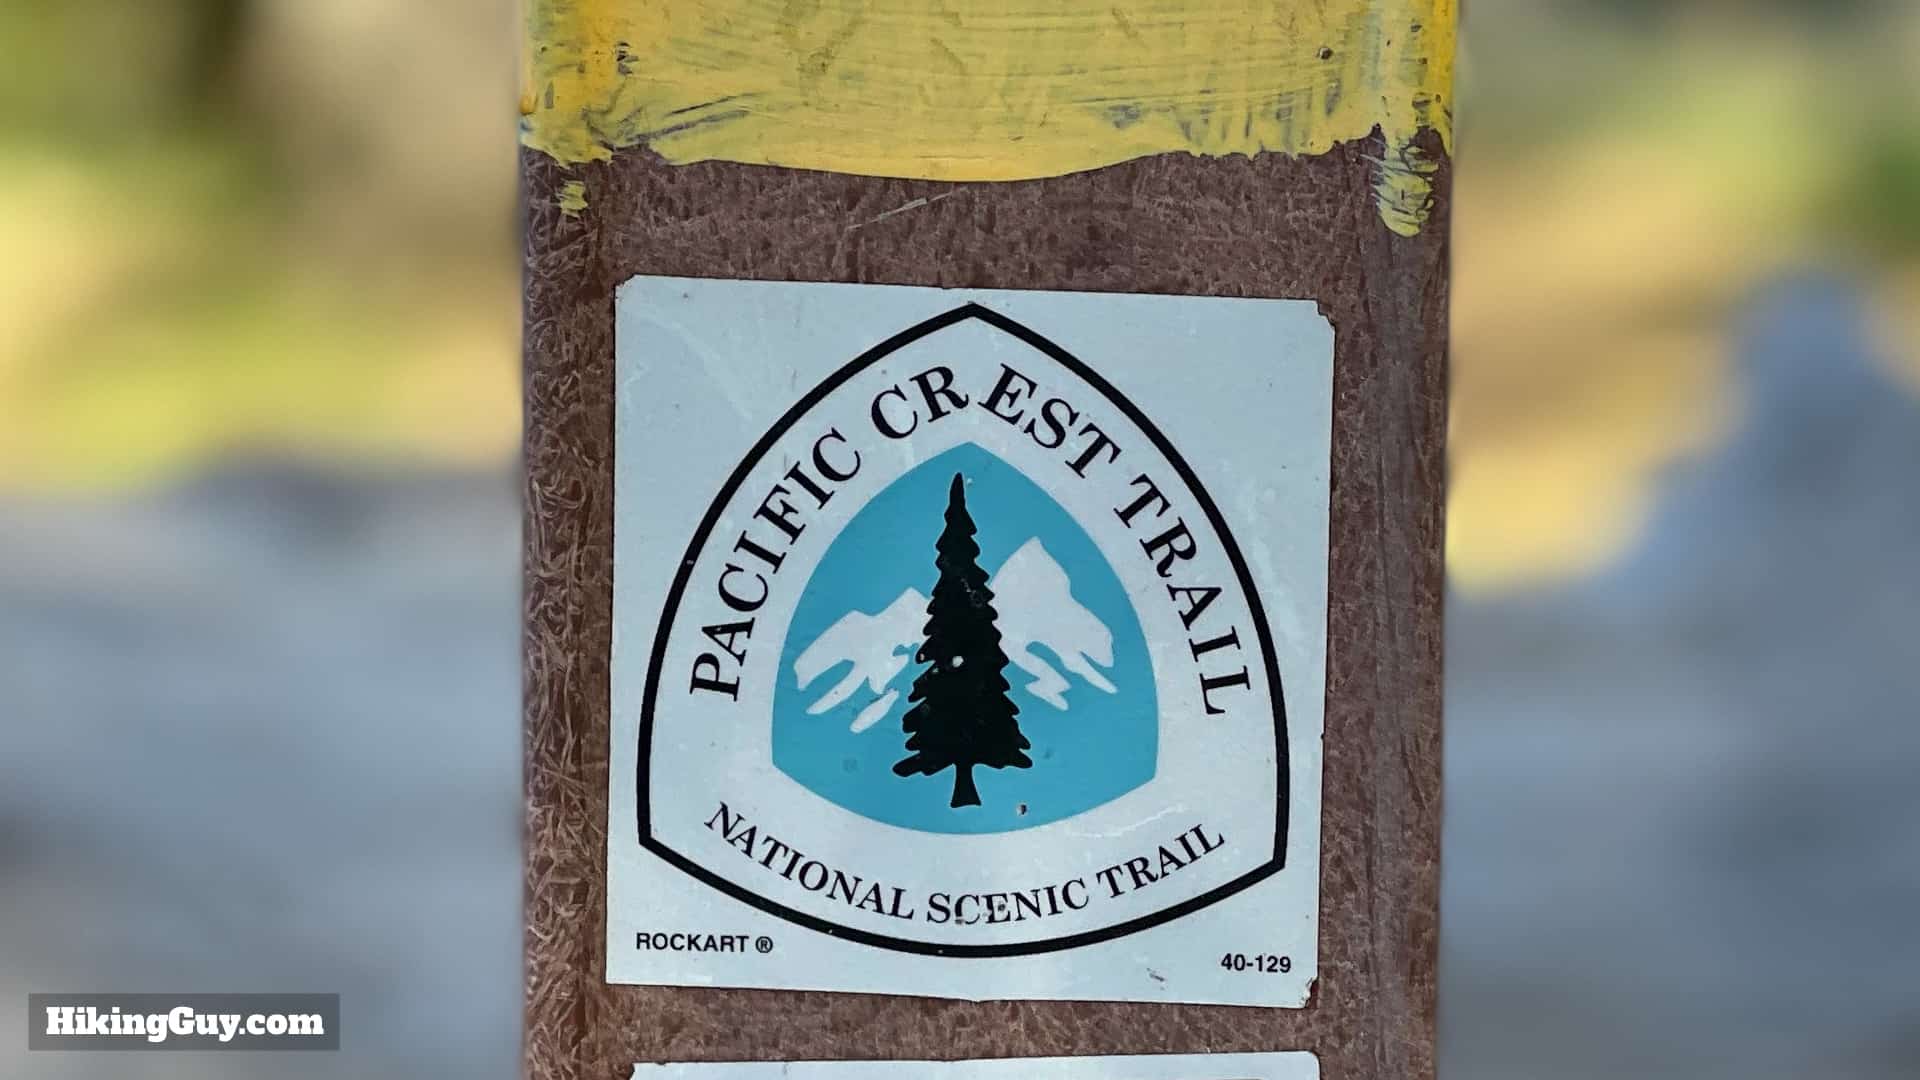 PACIFIC CREST TRAIL
NATIONAL SCENIC TRAIL
ROCKART ®
40-129
HikingGuy.com